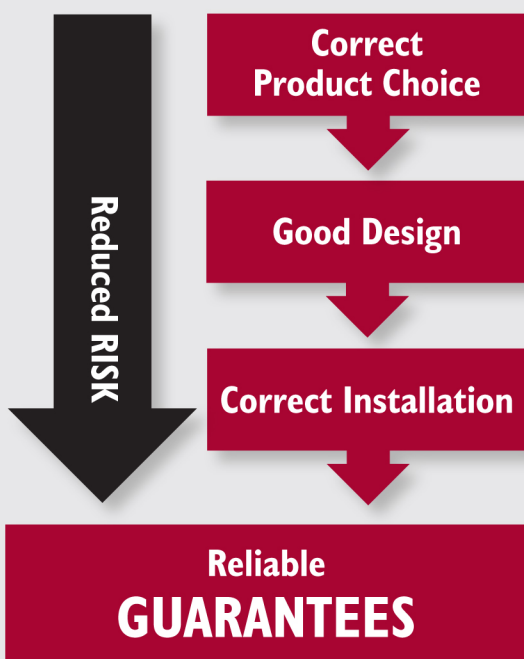 Correct
Product Choice
Good Design
Reduced RISK
Correct Installation
Reliable
GUARANTEES